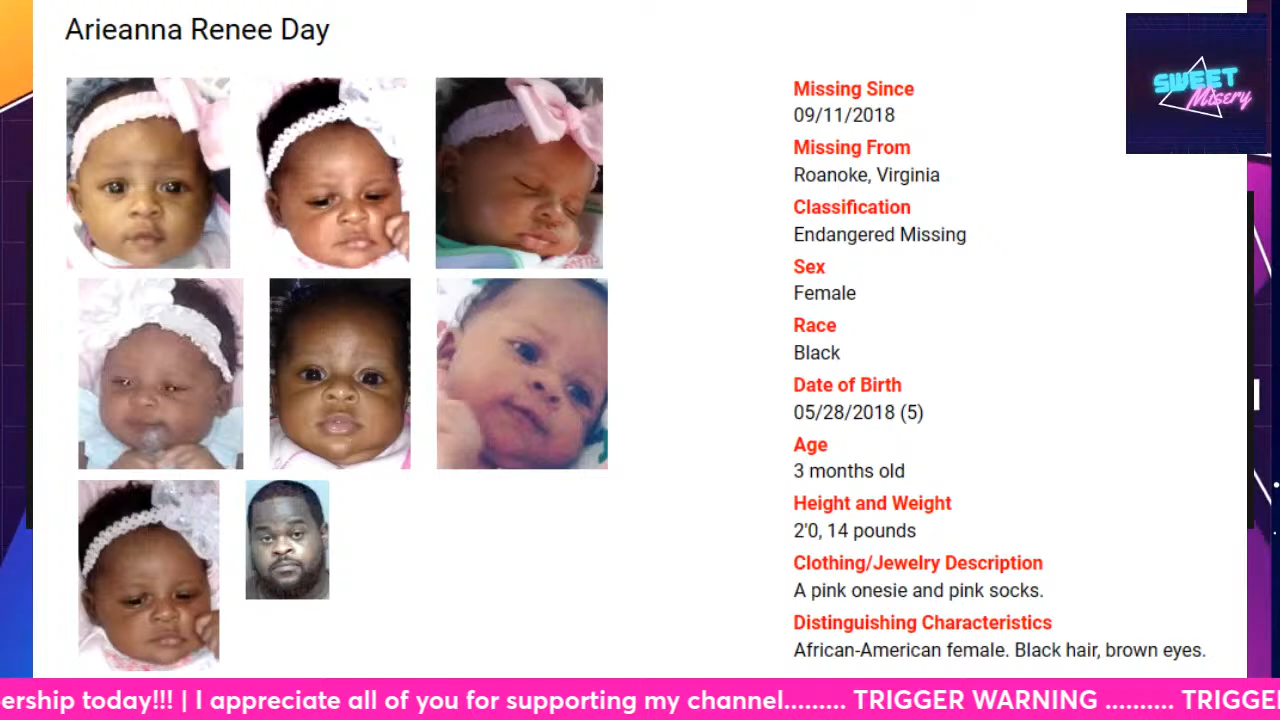 Arieanna Renee Day
SWEET
Misery
Missing Since
09/11/2018
Missing From
Roanoke, Virginia
Classification
Endangered Missing
Sex
Female
Race
Black
Date of Birth
05/28/2018 (5)
Age
3 months old
Height and Weight
2'0, 14 pounds
Clothing/Jewelry Description
A pink onesie and pink socks.
Distinguishing Characteristics
African-American female. Black hair, brown eyes.
ership today!!! | I appreciate all of you for supporting my channel......... TRIGGER WARNING .......... TRIGGE